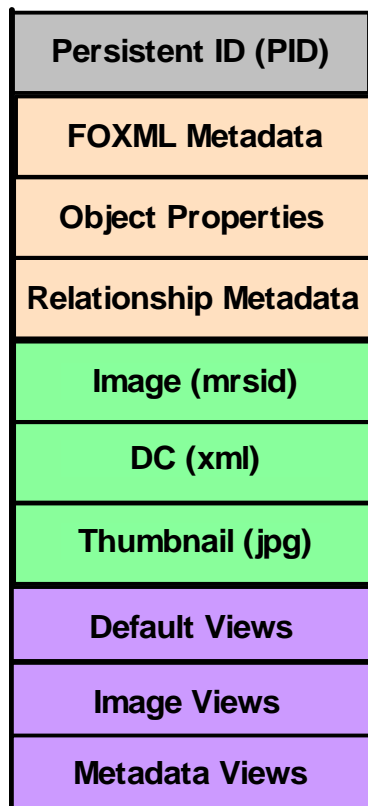 Persistent ID (PID)
FOXML Metadata
Object Properties
Relationship Metadata
Image (mrsid)
DC (xml)
Thumbnail (jpg)
Default Views
Image Views
Metadata Views